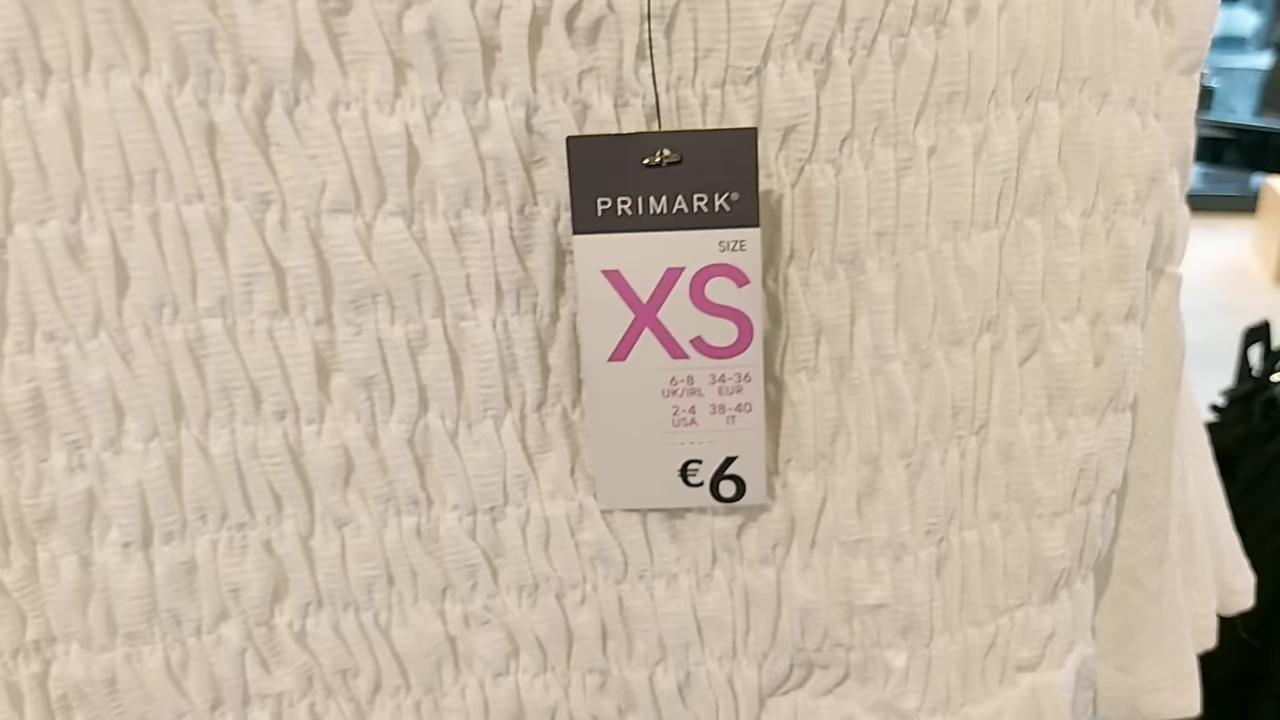 PRIMARK®
SIZE
XS
6-8 34-36
UK/IRL EUR
2-4 38-40
USA IT
€6